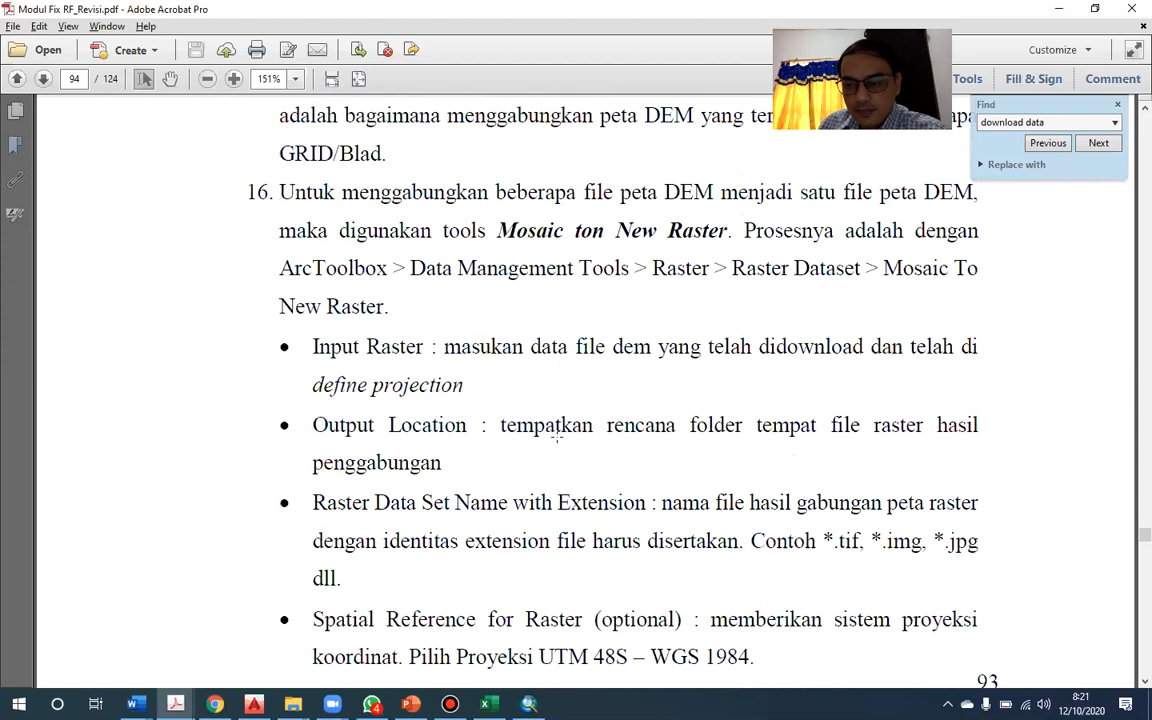 Modul Fix RF_Revisi.pdf - Adobe Acrobat Pro
File Edit View Window Help
Open Create Customize
94 / 124 151% Tools Fill & Sign Comment
Find
download data
Previous Next
Replace with
adalah bagaimana menggabungkan peta DEM yang
GRID/Blad.
16. Untuk menggabungkan beberapa file peta DEM menjadi satu file peta DEM,
maka digunakan tools Mosaic ton New Raster. Prosesnya adalah dengan
ArcToolbox > Data Management Tools > Raster > Raster Dataset > Mosaic To
New Raster.
• Input Raster : masukan data file dem yang telah didownload dan telah di
define projection
• Output Location : tempatkan rencana folder tempat file raster hasil
penggabungan
• Raster Data Set Name with Extension : nama file hasil gabungan peta raster
dengan identitas extension file harus disertakan. Contoh *.tif, *.img, *.jpg
dll.
• Spatial Reference for Raster (optional) : memberikan sistem proyeksi
koordinat. Pilih Proyeksi UTM 48S – WGS 1984.
93
4
8:21
12/10/2020